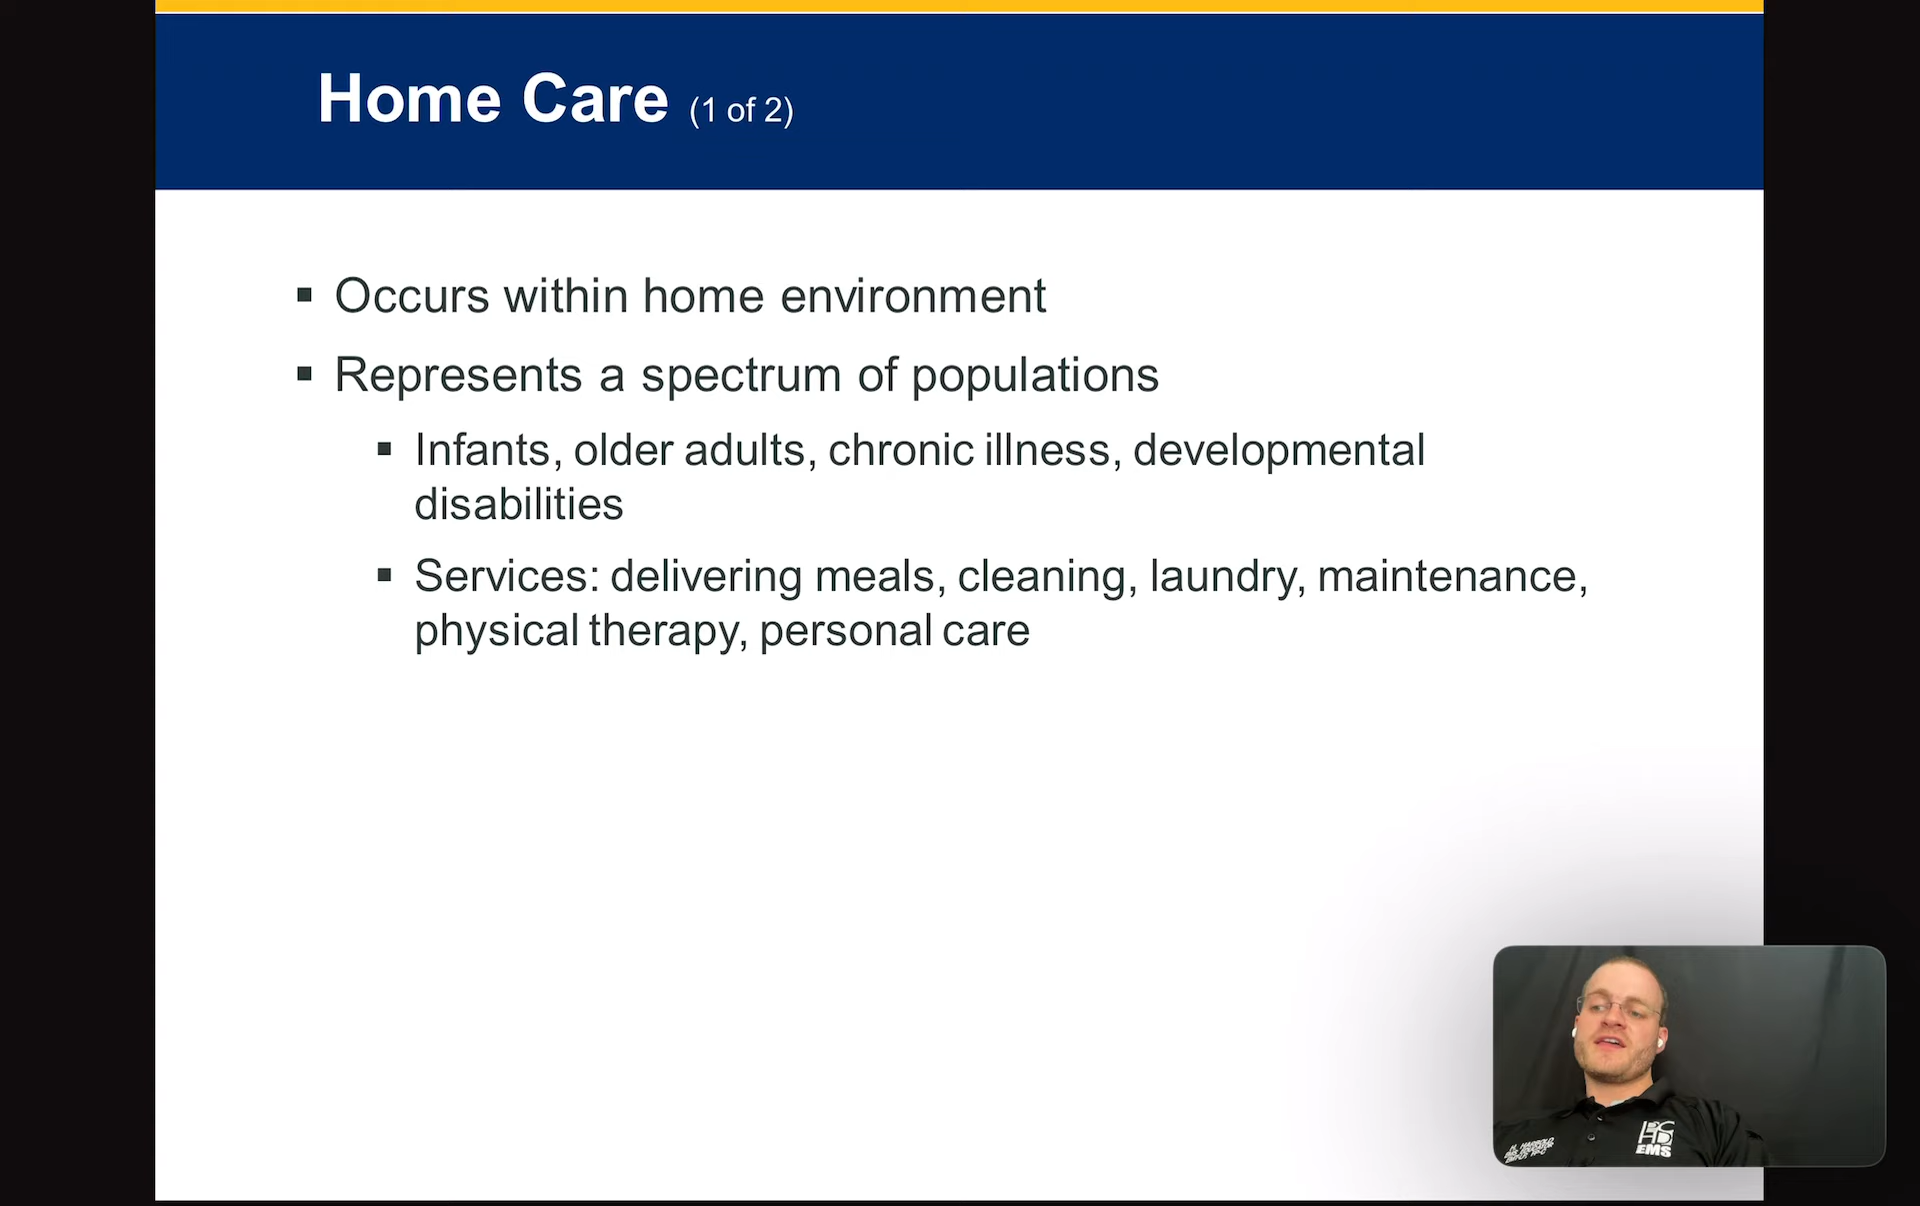 Home Care (1 of 2)
▪ Occurs within home environment
▪ Represents a spectrum of populations
▪ Infants, older adults, chronic illness, developmental
disabilities
▪ Services: delivering meals, cleaning, laundry, maintenance,
physical therapy, personal care
EMS